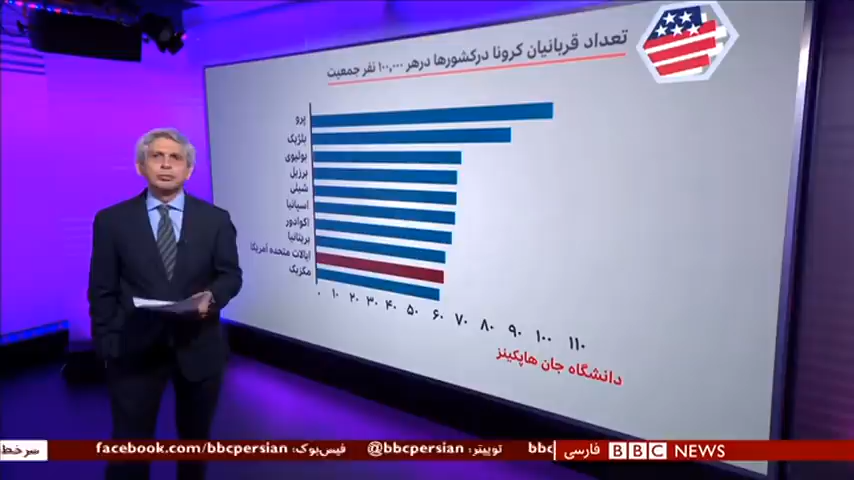 تعداد قربانیان کرونا درکشورها درهر ۱۰۰,۰۰۰ نفر جمعیت
پرو
بلژیک
بولیوی
برزیل
شیلی
اسپانیا
اکوادور
بریتانیا
ایالات متحده آمریکا
مکزیک
۰ ۱۰ ۲۰ ۳۰ ۴۰ ۵۰ ۶۰ ۷۰ ۸۰ ۹۰ ۱۰۰ ۱۱۰
دانشگاه جان هاپکینز
BBC NEWS فارسی
bbc
توییتر: @bbcpersian
فیس‌بوک: facebook.com/bbcpersian
سرخط